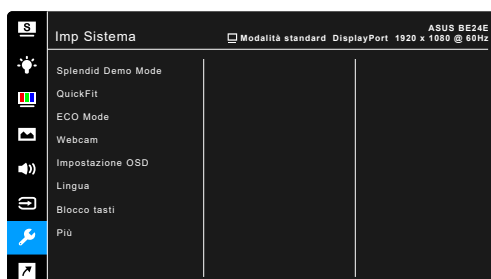 S
ASUS BE24E
Imp Sistema
Modalità standard DisplayPort 1920 x 1080 @ 60Hz
Splendid Demo Mode
QuickFit
ECO Mode
Webcam
Impostazione OSD
Lingua
Blocco tasti
Più